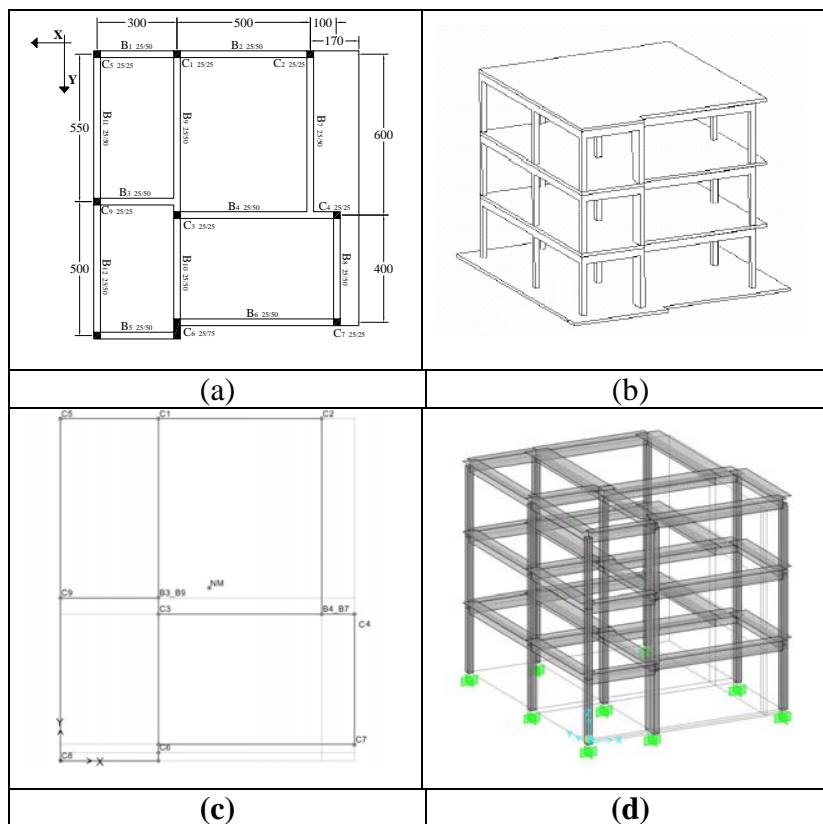 300 500 100
X B1 25/50 B2 25/50 170
C5 25/25 C1 25/25 C2 25/25
Y
550 B11 25/50 B9 25/50 B7 25/50 600
B3 25/50 B4 25/50 C4 25/25
C9 25/25 C3 25/25
500 B12 25/50 B10 25/50 B8 25/50 400
B5 25/50 B6 25/50
C6 25/75 C7 25/25
(a) (b)
C5 C1 C2
NM
C9 B3_B9
C3 B4_B7
C4
Y
C6 C7
C8 X
Y X
(c) (d)